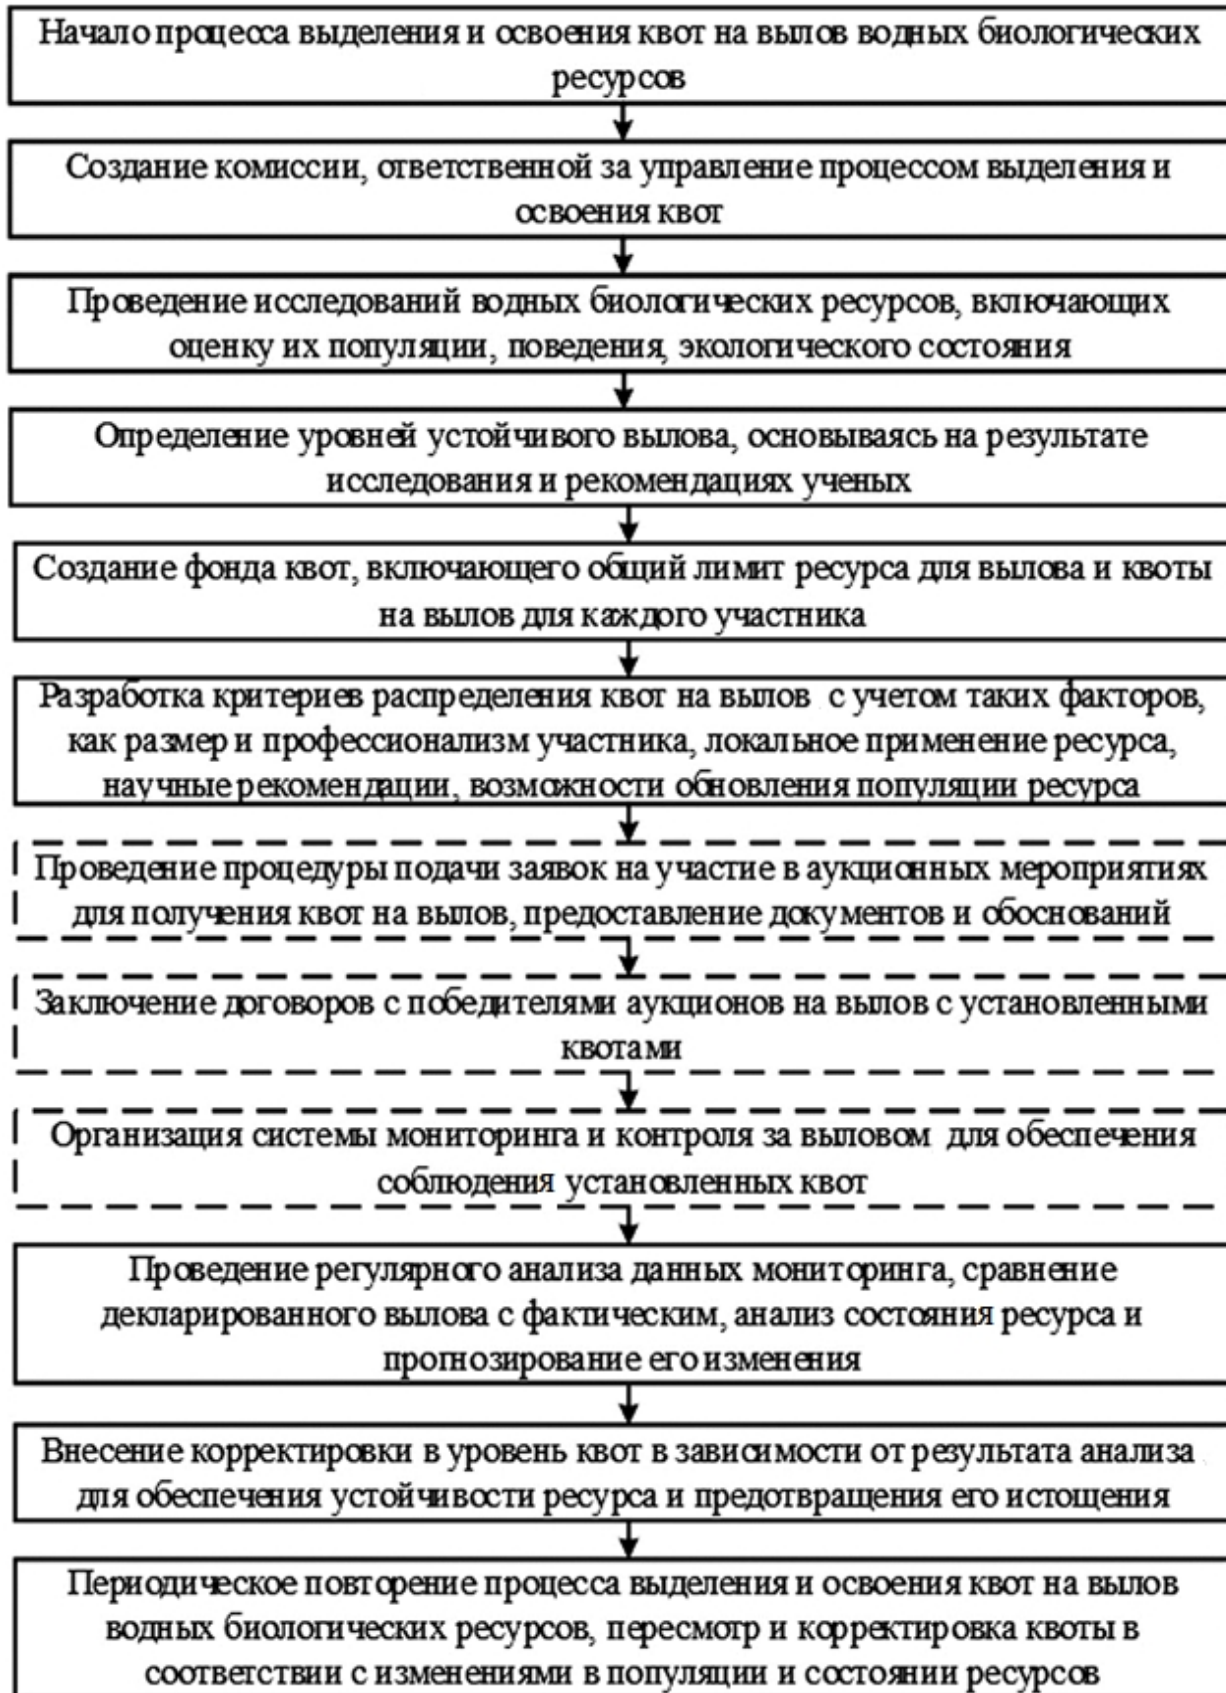 Начало процесса выделения и освоения квот на вылов водных биологических
ресурсов
Создание комиссии, ответственной за управление процессом выделения и
освоения квот
Проведение исследований водных биологических ресурсов, включающих
оценку их популяции, поведения, экологического состояния
Определение уровней устойчивого вылова, основываясь на результате
исследования и рекомендациях ученых
Создание фонда квот, включающего общий лимит ресурса для вылова и квоты
на вылов для каждого участника
Разработка критериев распределения квот на вылов с учетом таких факторов,
как размер и профессионализм участника, локальное применение ресурса,
научные рекомендации, возможности обновления популяции ресурса
Проведение процедуры подачи заявок на участие в аукционных мероприятиях
для получения квот на вылов, предоставление документов и обоснований
Заключение договоров с победителями аукционов на вылов с установленными
квотами
Организация системы мониторинга и контроля за выловом для обеспечения
соблюдения установленных квот
Проведение регулярного анализа данных мониторинга, сравнение
декларированного вылова с фактическим, анализ состояния ресурса и
прогнозирование его изменения
Внесение корректировки в уровень квот в зависимости от результата анализа
для обеспечения устойчивости ресурса и предотвращения его истощения
Периодическое повторение процесса выделения и освоения квот на вылов
водных биологических ресурсов, пересмотр и корректировка квоты в
соответствии с изменениями в популяции и состоянии ресурсов